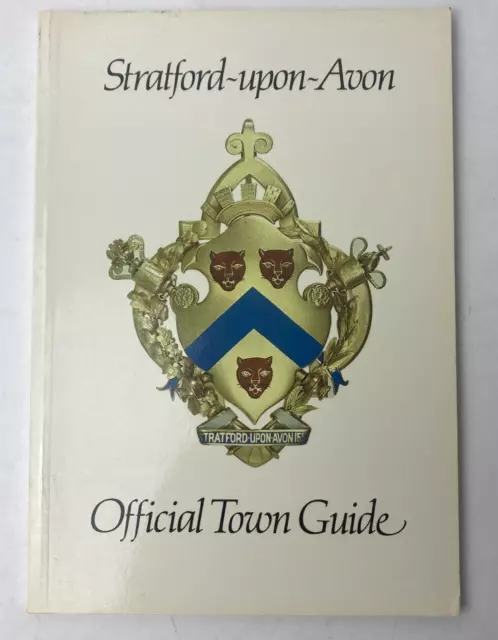 Stratford~upon~Avon
TRATFORD-UPON-AVON
Official Town Guide